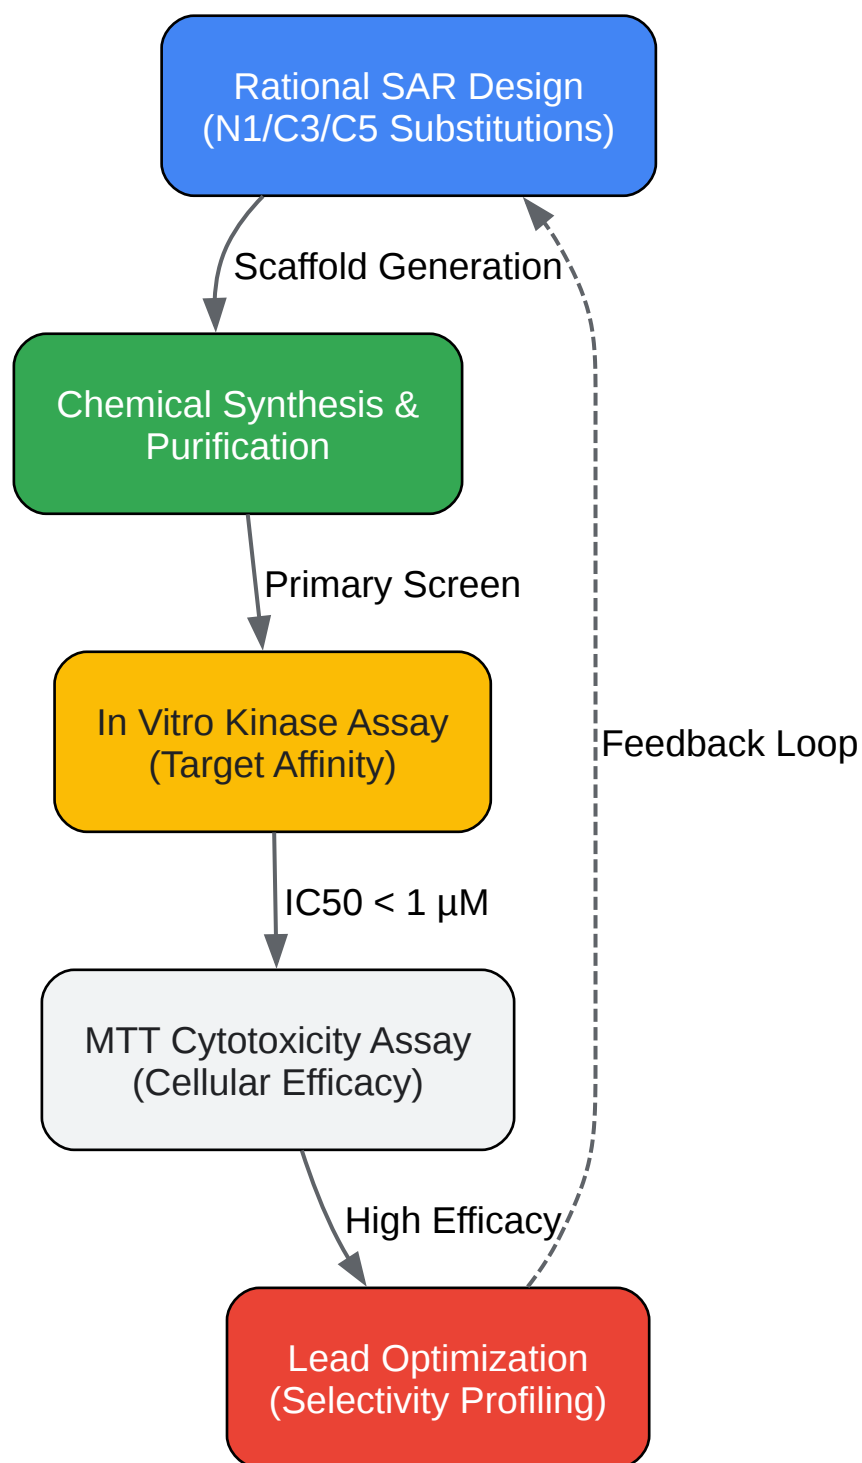 Rational SAR Design
(N1/C3/C5 Substitutions)
Scaffold Generation
Chemical Synthesis &
Purification
Primary Screen
In Vitro Kinase Assay
(Target Affinity)
Feedback Loop
IC50 < 1 µM
MTT Cytotoxicity Assay
(Cellular Efficacy)
High Efficacy
Lead Optimization
(Selectivity Profiling)